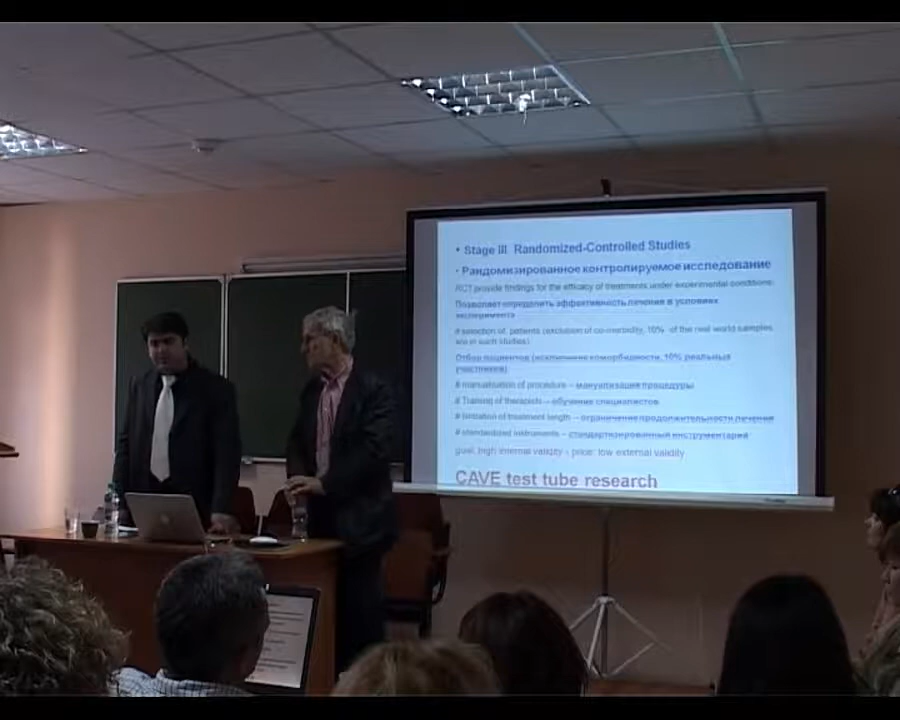 • Stage III Randomized-Controlled Studies
- Рандомизированное контролируемое исследование
RCT provide findings for the efficacy of treatments under experimental conditions:
Позволяет определить эффективность лечения в условиях
эксперимента
# selection of patients (exclusion of co-morbidity, 10% of the real world samples
are in such studies)
Отбор пациентов (исключение коморбидности, 10% реальных
участников)
# manualisation of procedure – мануализация процедуры
# Training of therapists – обучение специалистов
# limitation of treatment length – ограничение продолжительности лечения
# standardized instruments – стандартизированный инструментарий
goal: high internal validity - price: low external validity
CAVE test tube research